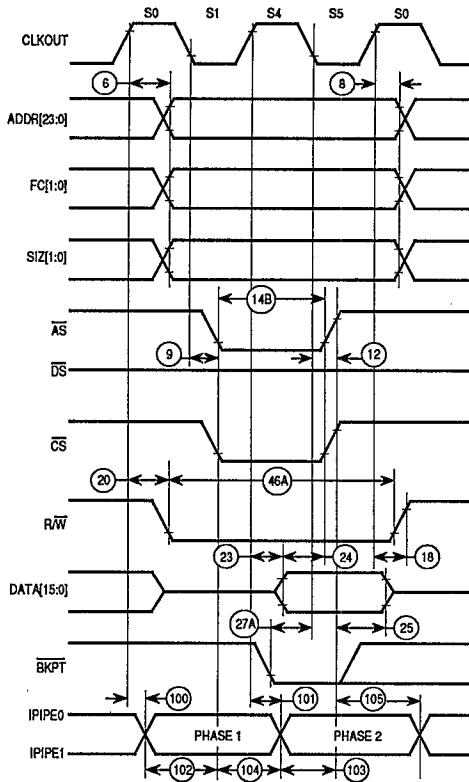 S0 S1 S4 S5 S0
CLKOUT
6 8
ADDR[23:0]
FC[1:0]
SIZ[1:0]
14B
AS
9 12
DS
CS
20 46A
R/W
23 24 18
DATA[15:0]
27A 25
BKPT
100 101 105
IPIPE0
PHASE 1 PHASE 2
IPIPE1
102 104 103